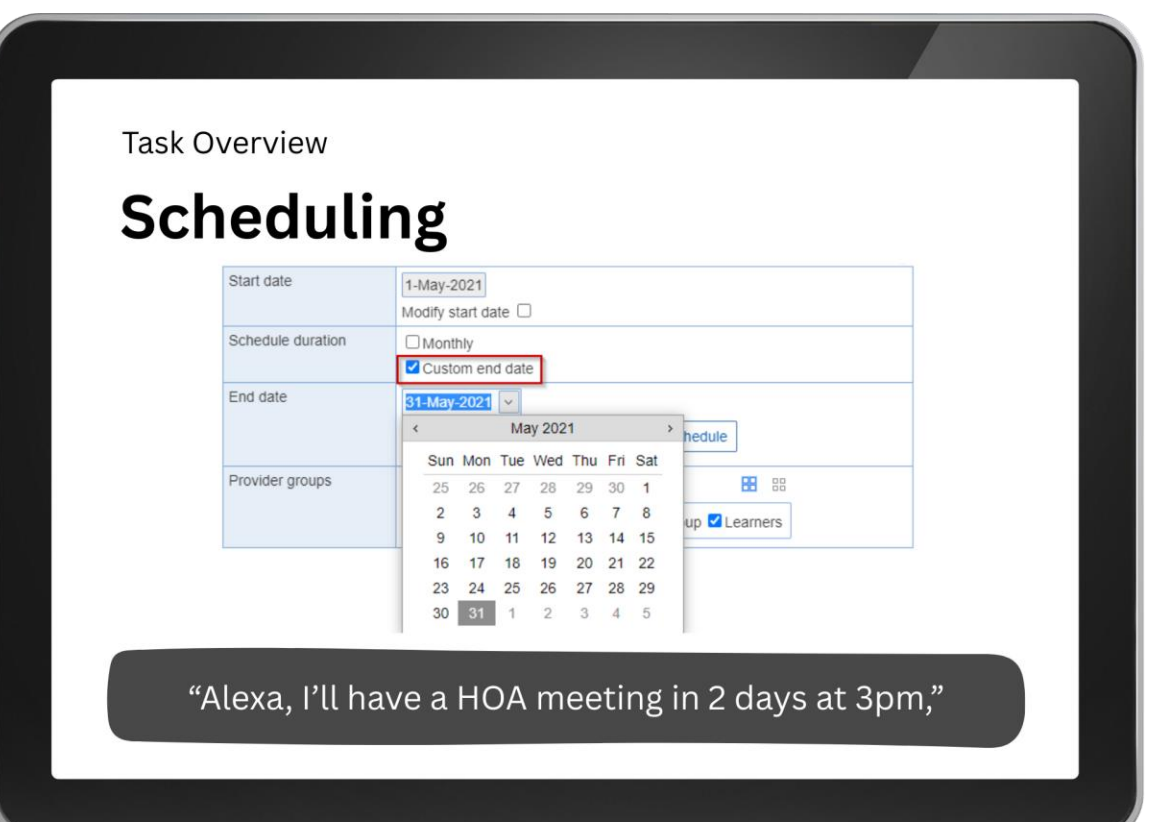 Task Overview
Scheduling
Start date
1-May-2021
Modify start date
Schedule duration
Monthly
Custom end date
End date
31-May-2021
< May 2021 >
hedule
Sun Mon Tue Wed Thu Fri Sat
25 26 27 28 29 30 1
2 3 4 5 6 7 8
9 10 11 12 13 14 15
16 17 18 19 20 21 22
23 24 25 26 27 28 29
30 31 1 2 3 4 5
Provider groups
up Learners
“Alexa, I’ll have a HOA meeting in 2 days at 3pm,”